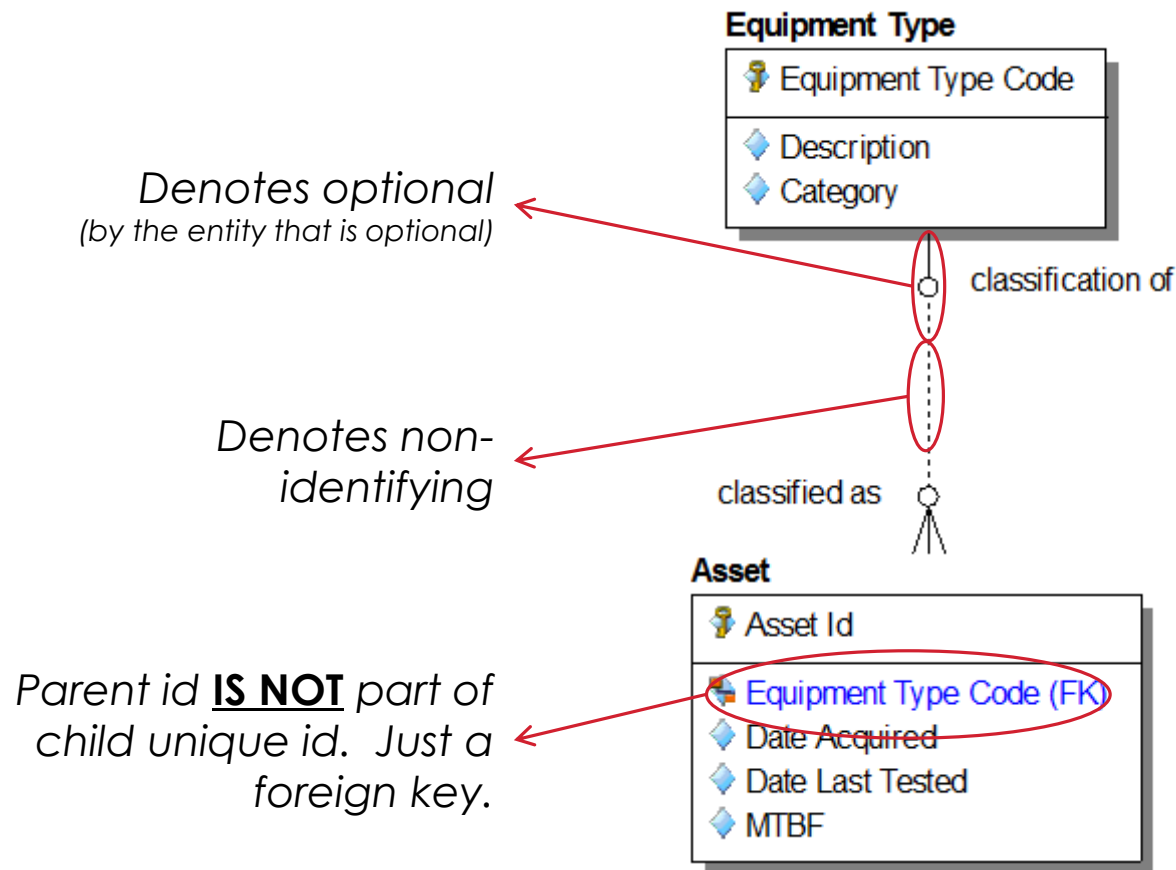 Equipment Type
Equipment Type Code
Description
Category
Denotes optional
(by the entity that is optional)
classification of
Denotes non-
identifying
classified as
Asset
Asset Id
Parent id IS NOT part of
child unique id. Just a
foreign key.
Equipment Type Code (FK)
Date Acquired
Date Last Tested
MTBF